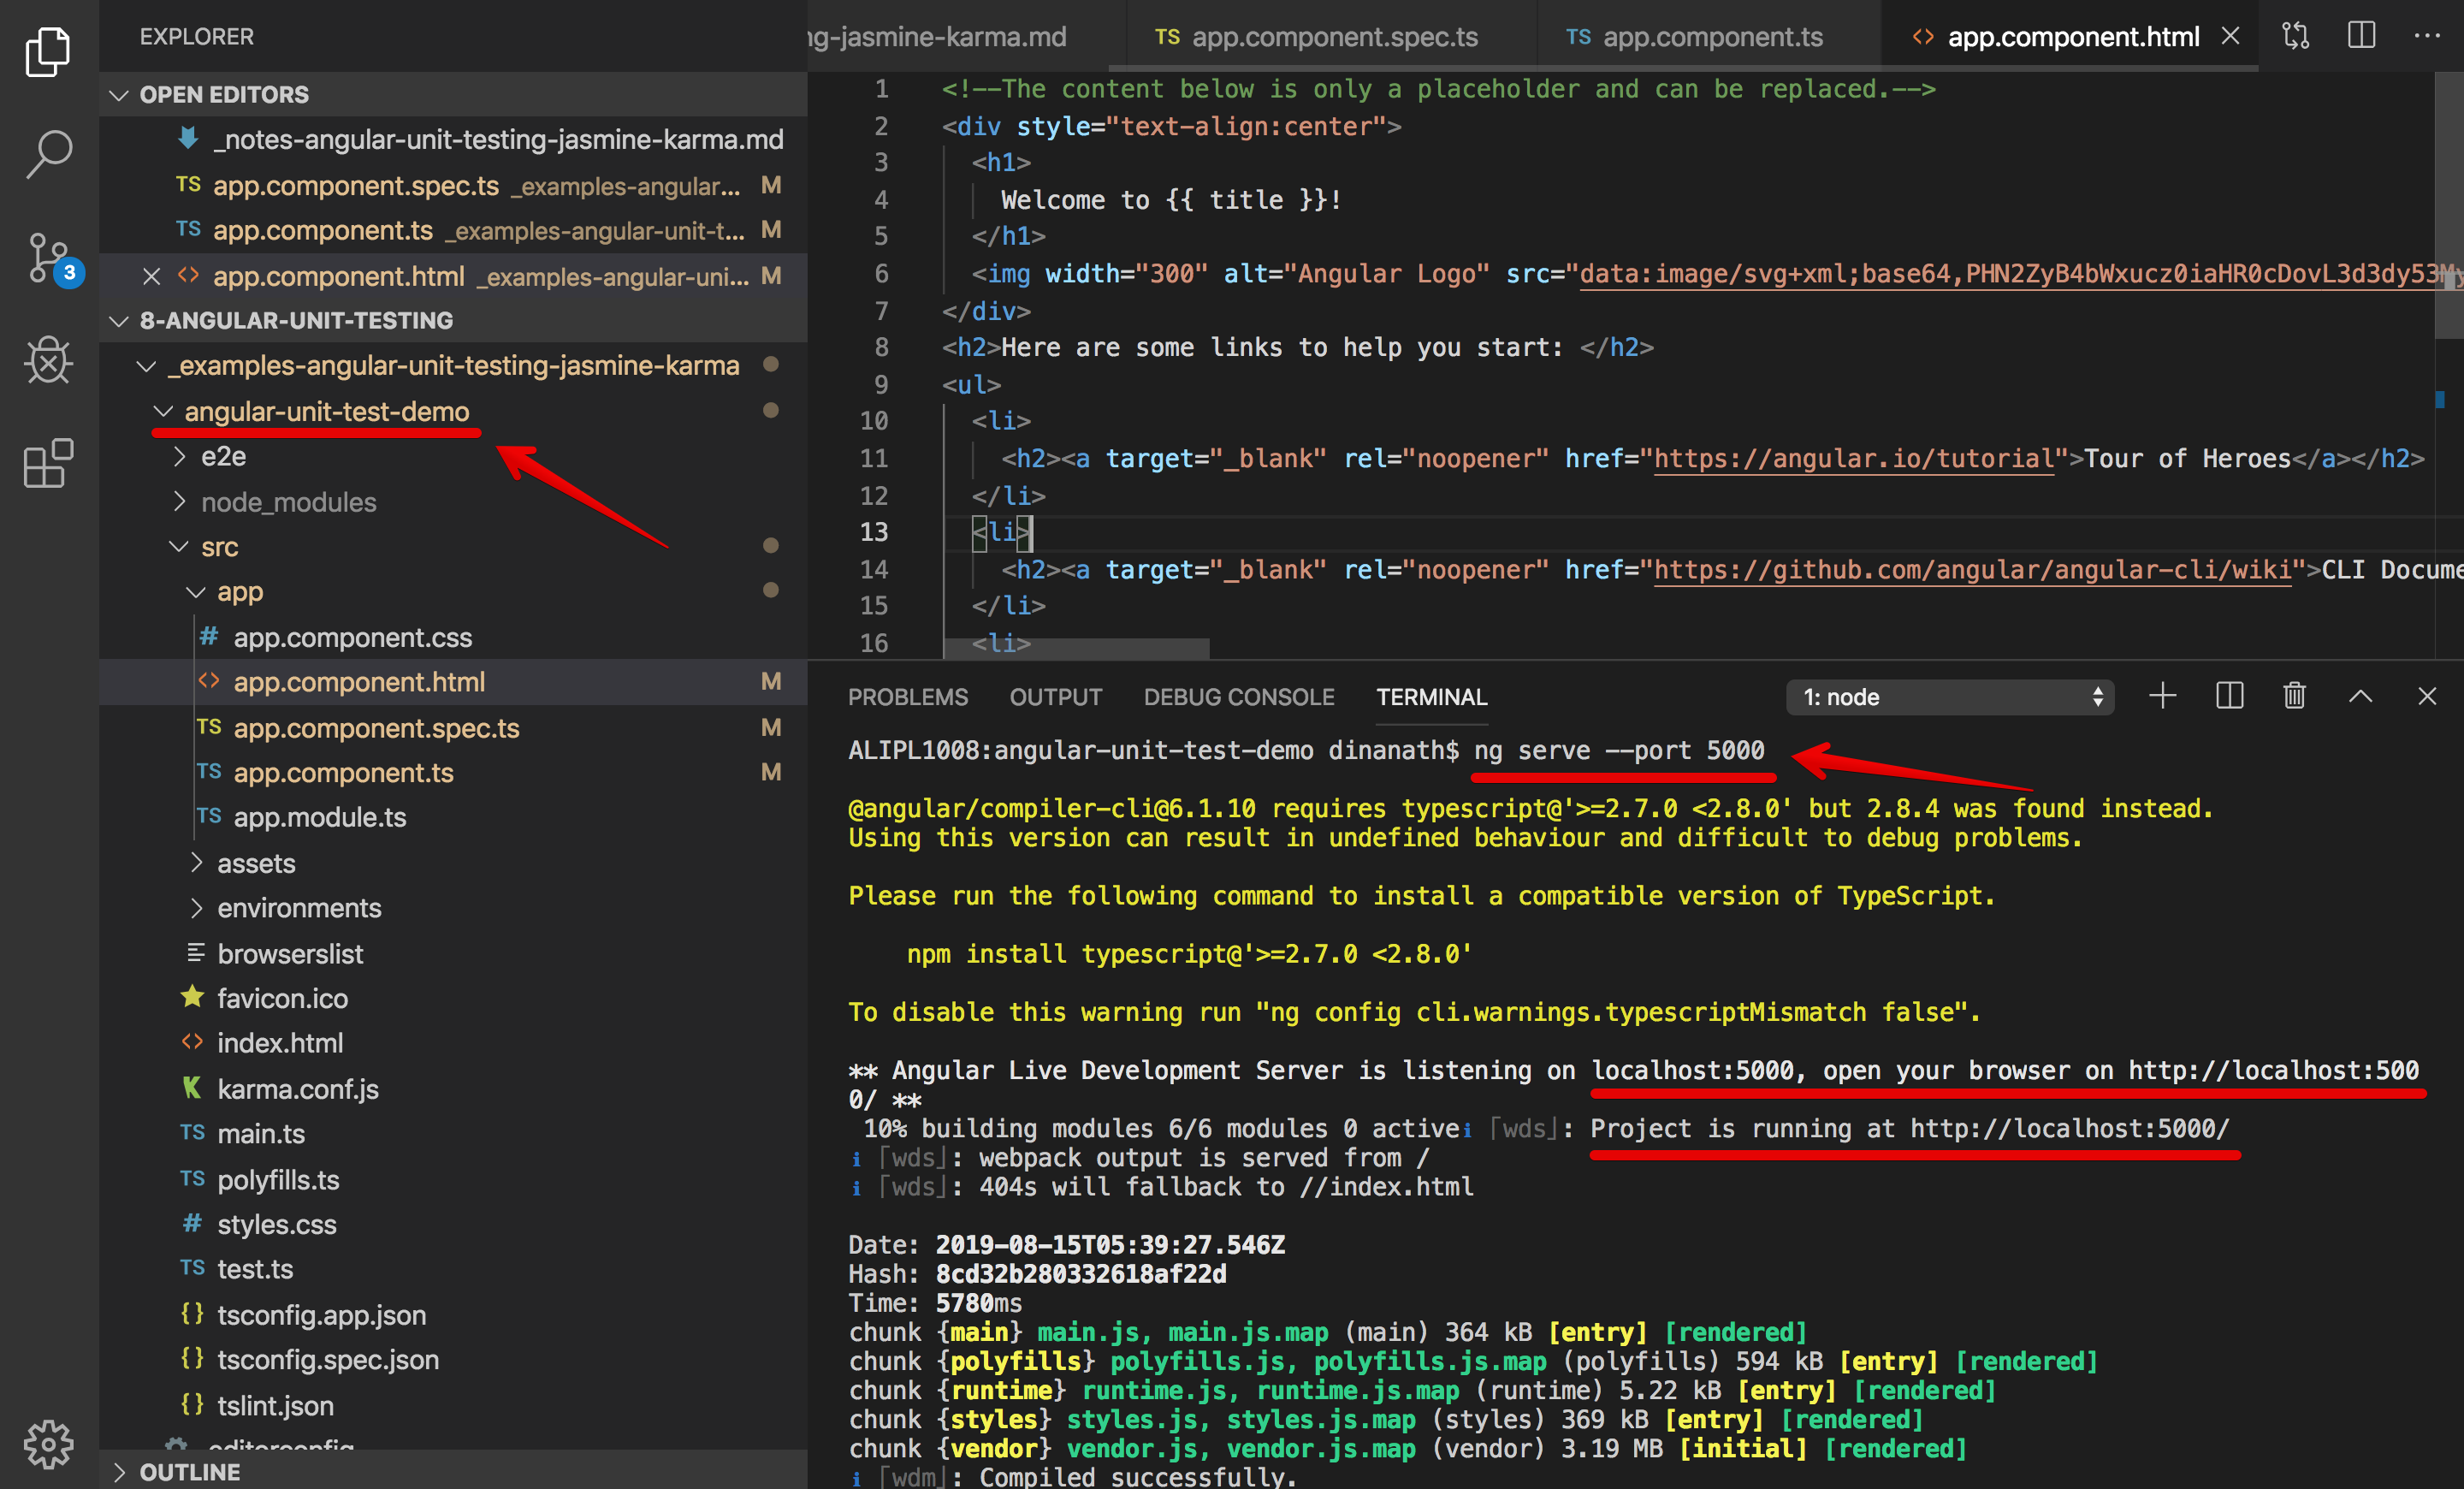 EXPLORER
OPEN EDITORS
_notes-angular-unit-testing-jasmine-karma.md
TS app.component.spec.ts _examples-angular... M
TS app.component.ts _examples-angular-unit-t... M
<> app.component.html _examples-angular-uni... M
3
8-ANGULAR-UNIT-TESTING
_examples-angular-unit-testing-jasmine-karma
angular-unit-test-demo
e2e
node_modules
src
app
# app.component.css
<> app.component.html M
TS app.component.spec.ts M
TS app.component.ts M
TS app.module.ts
assets
environments
browserslist
favicon.ico
<> index.html
karma.conf.js
TS main.ts
TS polyfills.ts
# styles.css
TS test.ts
{} tsconfig.app.json
{} tsconfig.spec.json
{} tslint.json
.editorconfig
OUTLINE
ng-jasmine-karma.md
TS app.component.spec.ts
TS app.component.ts
<> app.component.html
1 <!--The content below is only a placeholder and can be replaced.-->
2 <div style="text-align:center">
3 <h1>
4 Welcome to {{ title }}!
5 </h1>
6 <img width="300" alt="Angular Logo" src="data:image/svg+xml;base64,PHN2ZyB4bWxucz0iaHR0cDovL3d3dy53My
7 </div>
8 <h2>Here are some links to help you start: </h2>
9 <ul>
10 <li>
11 <h2><a target="_blank" rel="noopener" href="https://angular.io/tutorial">Tour of Heroes</a></h2>
12 </li>
13 <li>
14 <h2><a target="_blank" rel="noopener" href="https://github.com/angular/angular-cli/wiki">CLI Docume
15 </li>
16 <li>
PROBLEMS OUTPUT DEBUG CONSOLE TERMINAL 1: node
ALIPL1008:angular-unit-test-demo dinanath$ ng serve --port 5000
@angular/compiler-cli@6.1.10 requires typescript@'>=2.7.0 <2.8.0' but 2.8.4 was found instead.
Using this version can result in undefined behaviour and difficult to debug problems.
Please run the following command to install a compatible version of TypeScript.
npm install typescript@'>=2.7.0 <2.8.0'
To disable this warning run "ng config cli.warnings.typescriptMismatch false".
** Angular Live Development Server is listening on localhost:5000, open your browser on http://localhost:500
0/ **
10% building modules 6/6 modules 0 activeℹ ｢wds｣: Project is running at http://localhost:5000/
ℹ ｢wds｣: webpack output is served from /
ℹ ｢wds｣: 404s will fallback to //index.html
Date: 2019-08-15T05:39:27.546Z
Hash: 8cd32b280332618af22d
Time: 5780ms
chunk {main} main.js, main.js.map (main) 364 kB [entry] [rendered]
chunk {polyfills} polyfills.js, polyfills.js.map (polyfills) 594 kB [entry] [rendered]
chunk {runtime} runtime.js, runtime.js.map (runtime) 5.22 kB [entry] [rendered]
chunk {styles} styles.js, styles.js.map (styles) 369 kB [entry] [rendered]
chunk {vendor} vendor.js, vendor.js.map (vendor) 3.19 MB [initial] [rendered]
ℹ ｢wdm｣: Compiled successfully.